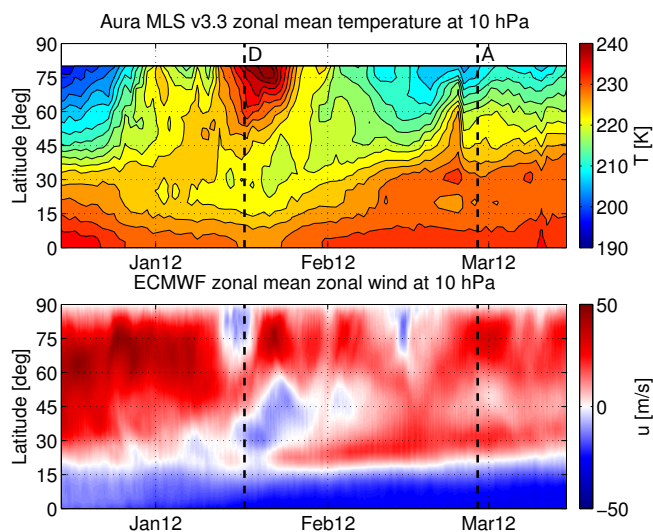 Aura MLS v3.3 zonal mean temperature at 10 hPa
90
75
60
45
30
15
0
Latitude [deg]
D
A
Jan12
Feb12
Mar12
240
230
220
210
200
190
T [K]
ECMWF zonal mean zonal wind at 10 hPa
90
75
60
45
30
15
0
Latitude [deg]
Jan12
Feb12
Mar12
50
0
−50
u [m/s]